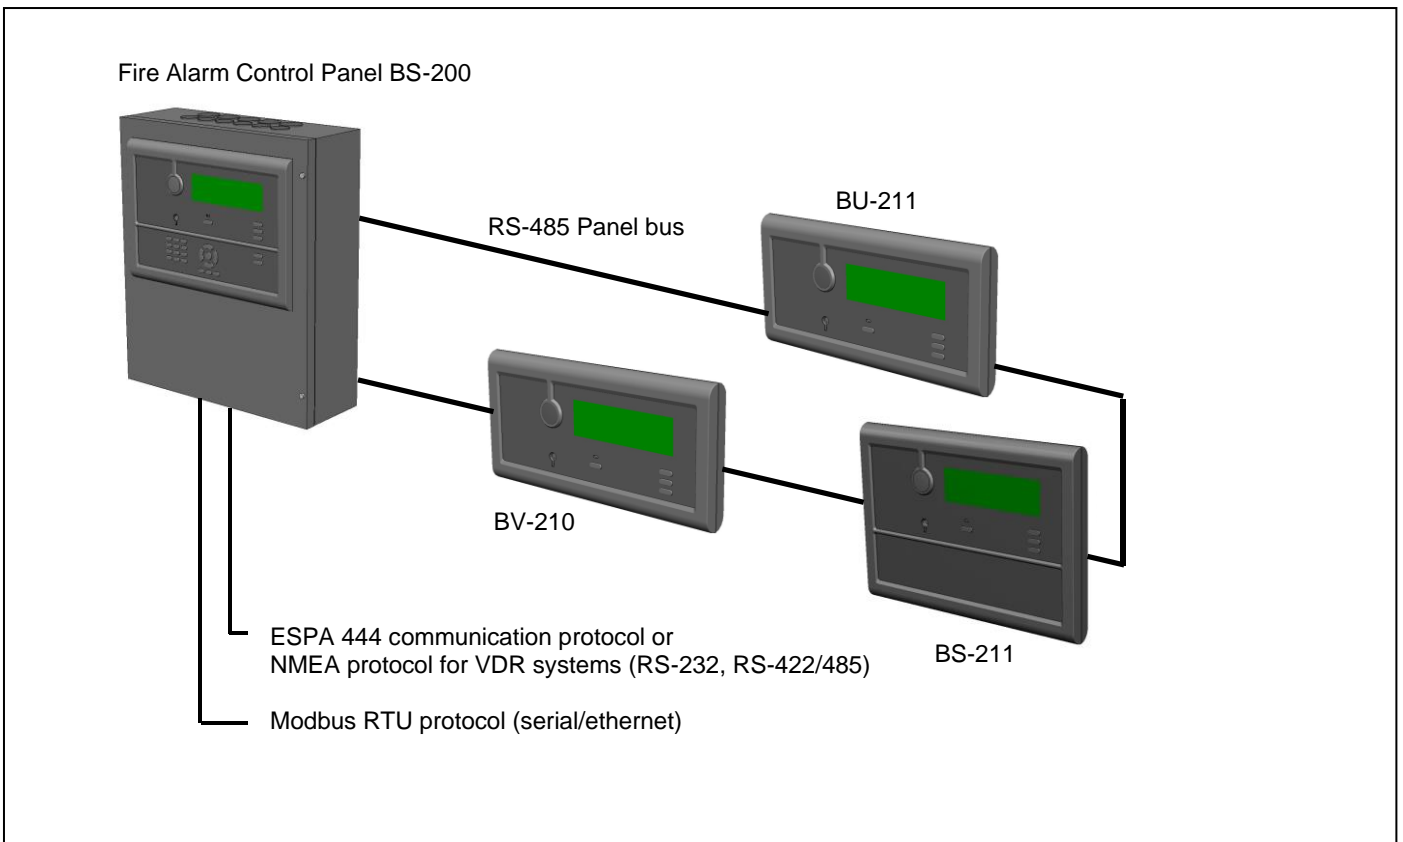 Fire Alarm Control Panel BS-200
BU-211
RS-485 Panel bus
BV-210
BS-211
ESPA 444 communication protocol or
NMEA protocol for VDR systems (RS-232, RS-422/485)
Modbus RTU protocol (serial/ethernet)